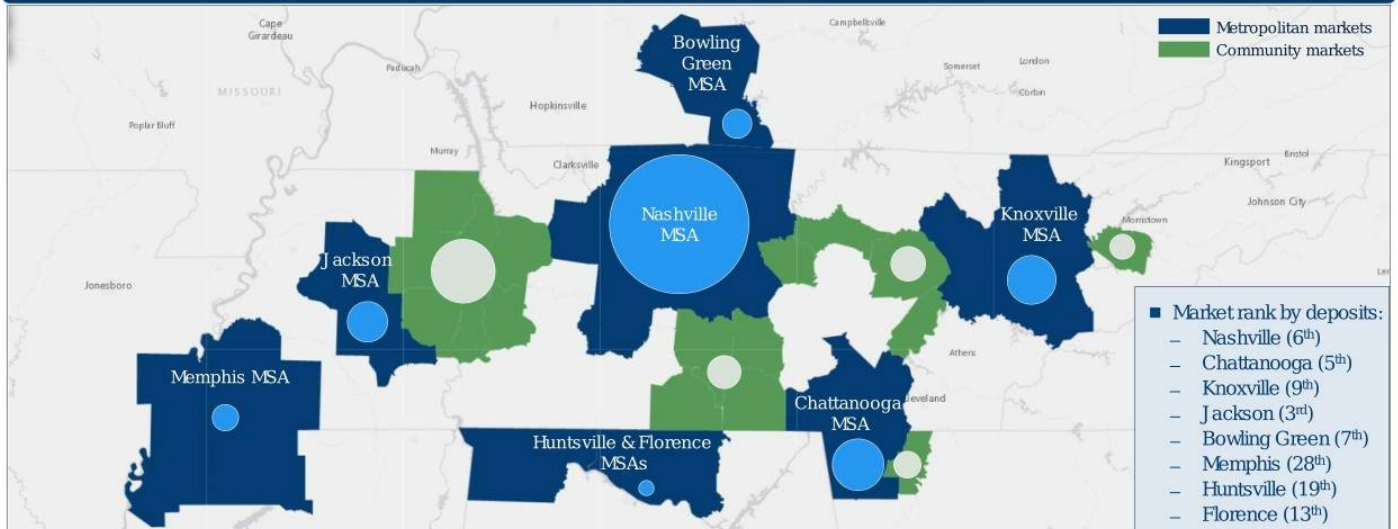 Cape
Girardeau
Campbellsville
Metropolitan markets
Community markets
Bowling
Green
MSA
Paducah
Somerset
London
Corbin
MISSOURI
Hopkinsville
Poplar Bluff
Murray
Clarksville
Kingsport
Bristol
Johnson City
Morristown
Nashville
MSA
Knoxville
MSA
Jackson
MSA
Jonesboro
Memphis MSA
Athens
Chattanooga
MSA
Huntsville & Florence
MSAs
■ Market rank by deposits:
– Nashville (6th)
– Chattanooga (5th)
– Knoxville (9th)
– Jackson (3rd)
– Bowling Green (7th)
– Memphis (28th)
– Huntsville (19th)
– Florence (13th)